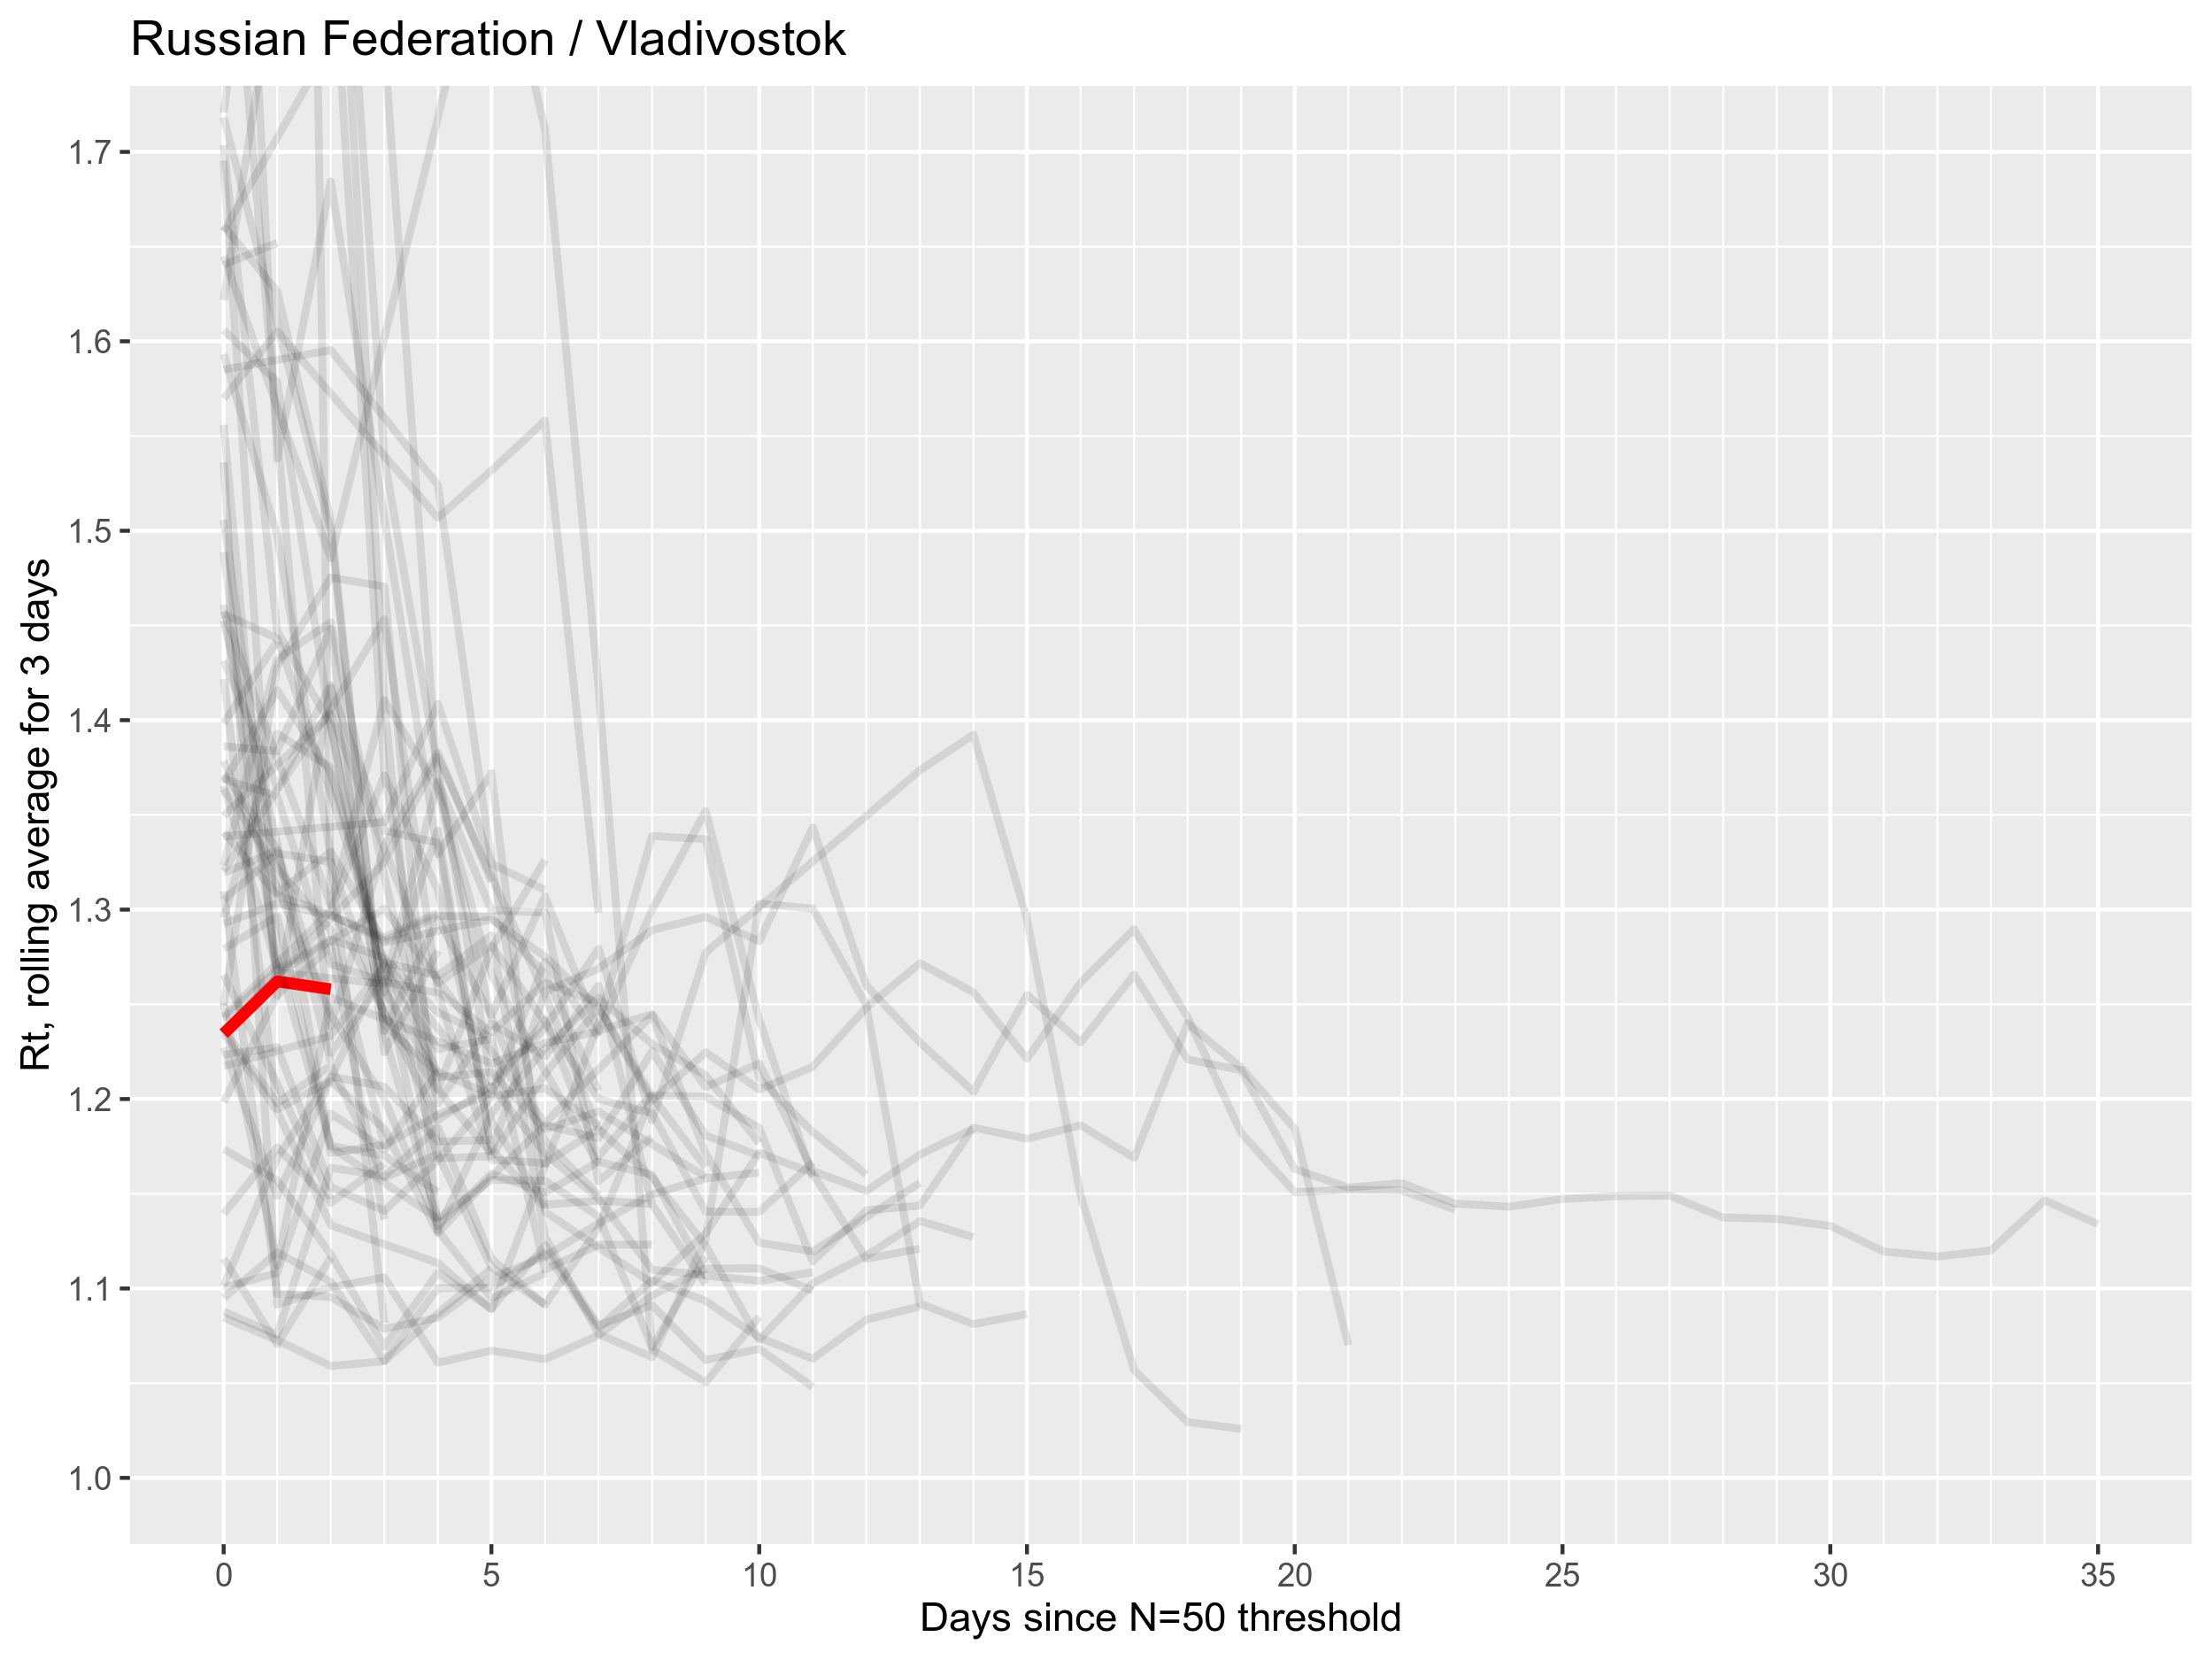 Russian Federation / Vladivostok
Rt, rolling average for 3 days
1.7
1.6
1.5
1.4
1.3
1.2
1.1
1.0
0 5 10 15 20 25 30 35
Days since N=50 threshold